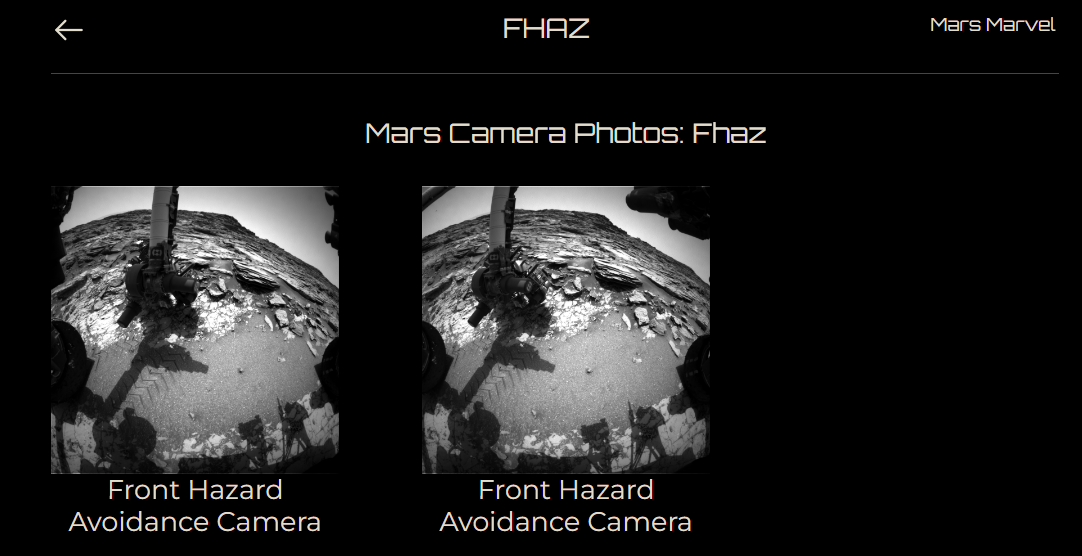 FHAZ
Mars Marvel
Mars Camera Photos: Fhaz
Front Hazard
Avoidance Camera
Front Hazard
Avoidance Camera